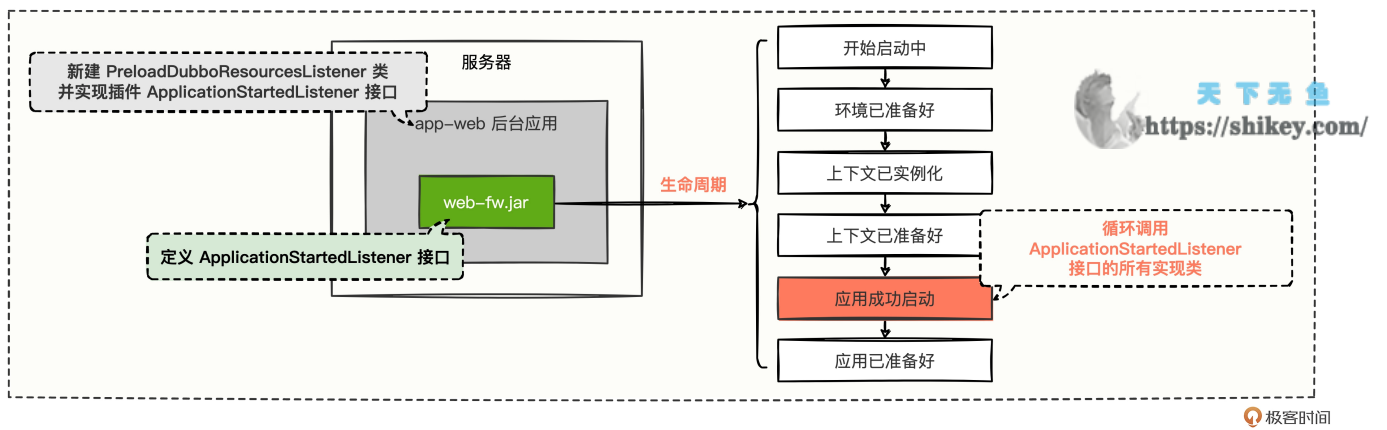 服务器
新建 PreloadDubboResourcesListener 类
并实现插件 ApplicationStartedListener 接口
app-web 后台应用
web-fw.jar
定义 ApplicationStartedListener 接口
生命周期
开始启动中
环境已准备好
上下文已实例化
上下文已准备好
应用成功启动
应用已准备好
循环调用
ApplicationStartedListener
接口的所有实现类
天下无鱼
https://shikey.com/
极客时间